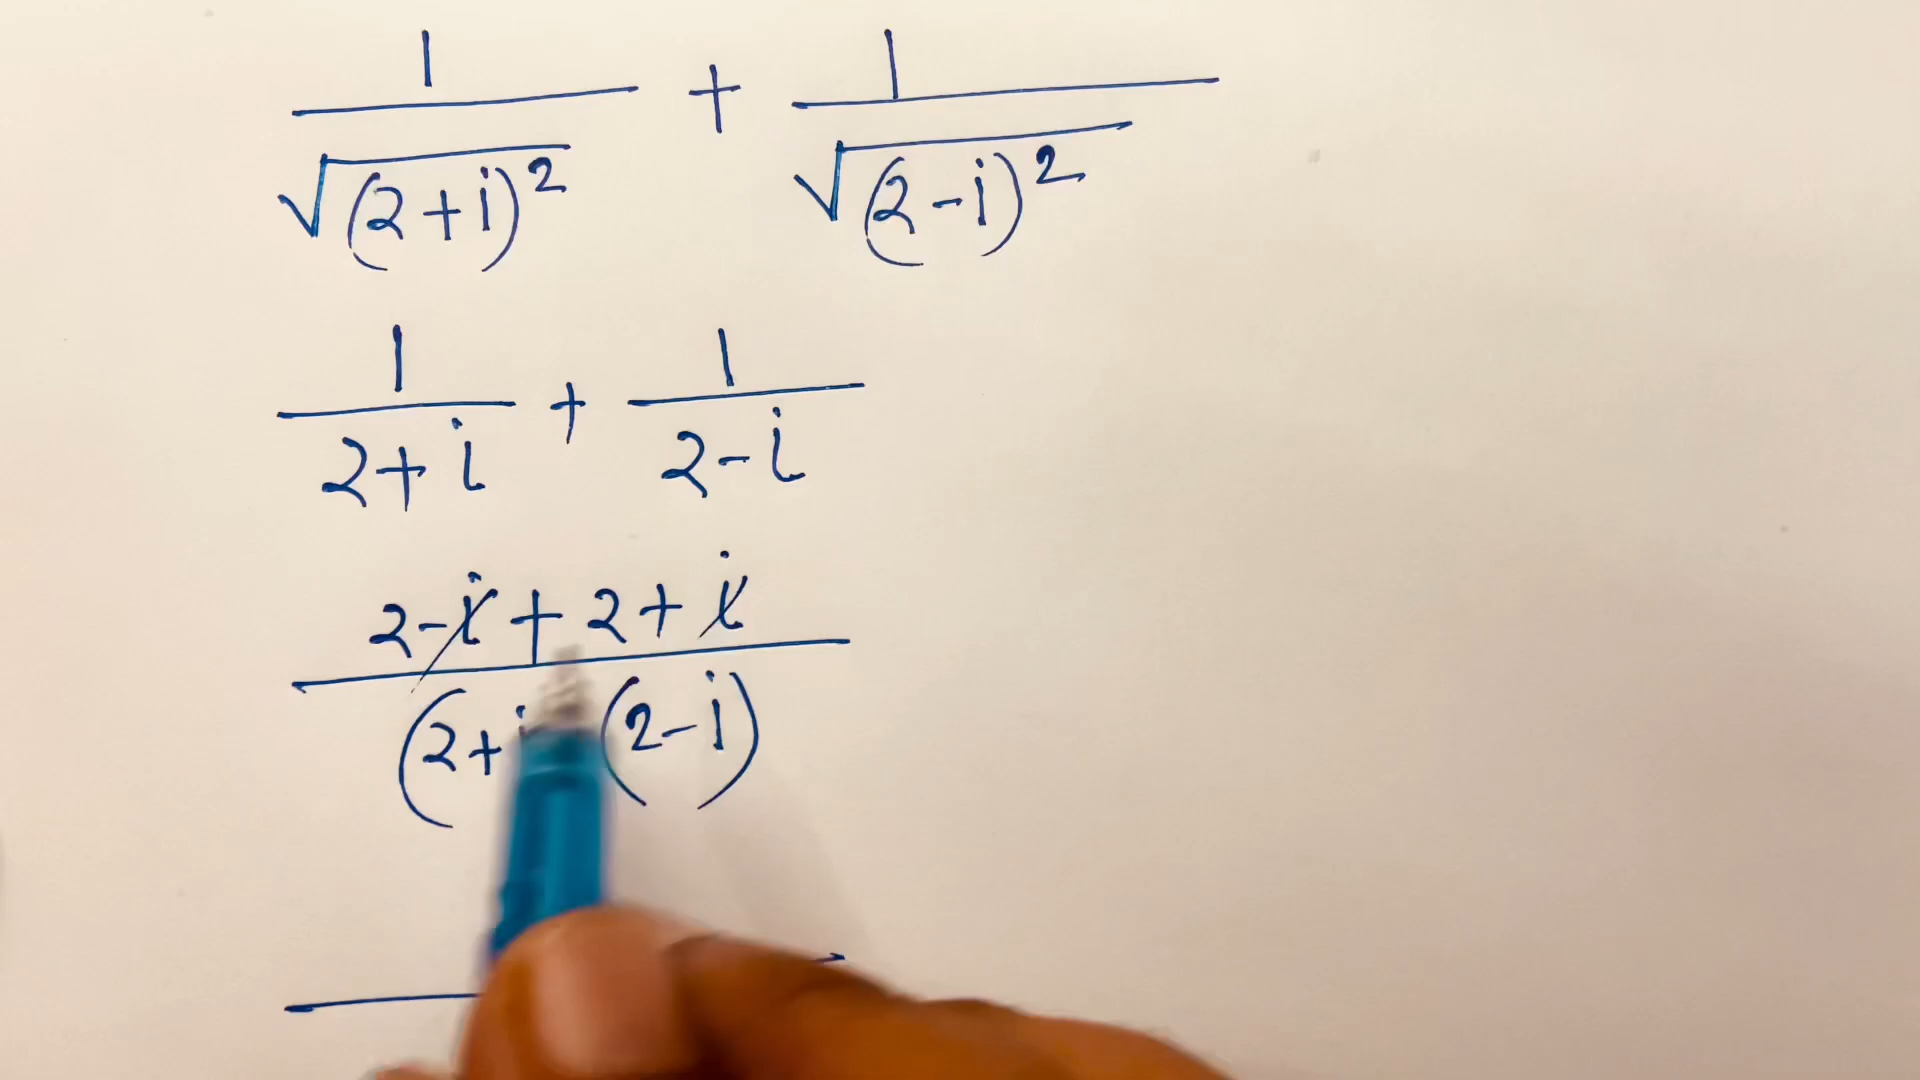 1/√(2+i)² + 1/√(2-i)²
1/(2+i) + 1/(2-i)
2-i+2+i
(2+i (2-i)